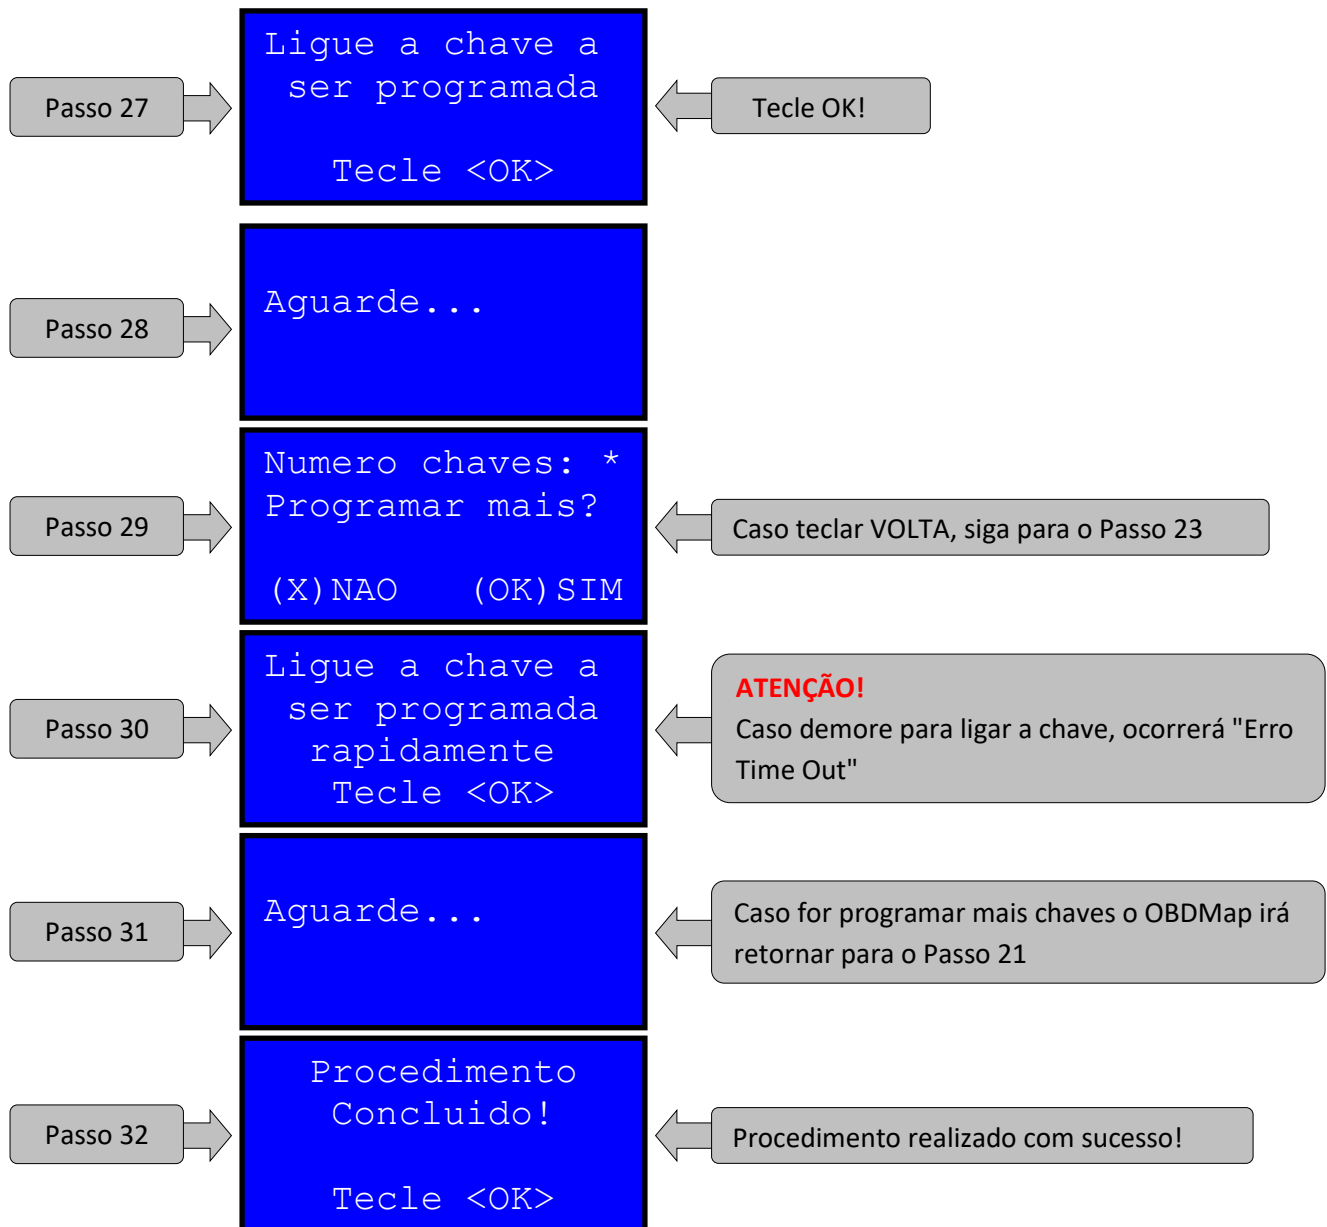 Passo 27
Ligue a chave a
ser programada
Tecle <OK>
Tecle OK!
Passo 28
Aguarde...
Passo 29
Numero chaves: *
Programar mais?
(X)NAO (OK)SIM
Caso teclar VOLTA, siga para o Passo 23
Passo 30
Ligue a chave a
ser programada
rapidamente
Tecle <OK>
ATENÇÃO!
Caso demore para ligar a chave, ocorrerá "Erro
Time Out"
Passo 31
Aguarde...
Caso for programar mais chaves o OBDMap irá
retornar para o Passo 21
Passo 32
Procedimento
Concluido!
Tecle <OK>
Procedimento realizado com sucesso!